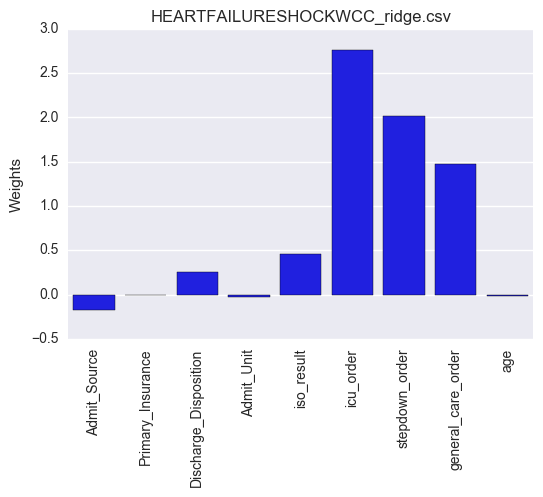 HEARTFAILURESHOCKWCC_ridge.csv
3.0
2.5
2.0
1.5
1.0
0.5
0.0
−0.5
Weights
Admit_Source
Primary_Insurance
Discharge_Disposition
Admit_Unit
iso_result
icu_order
stepdown_order
general_care_order
age